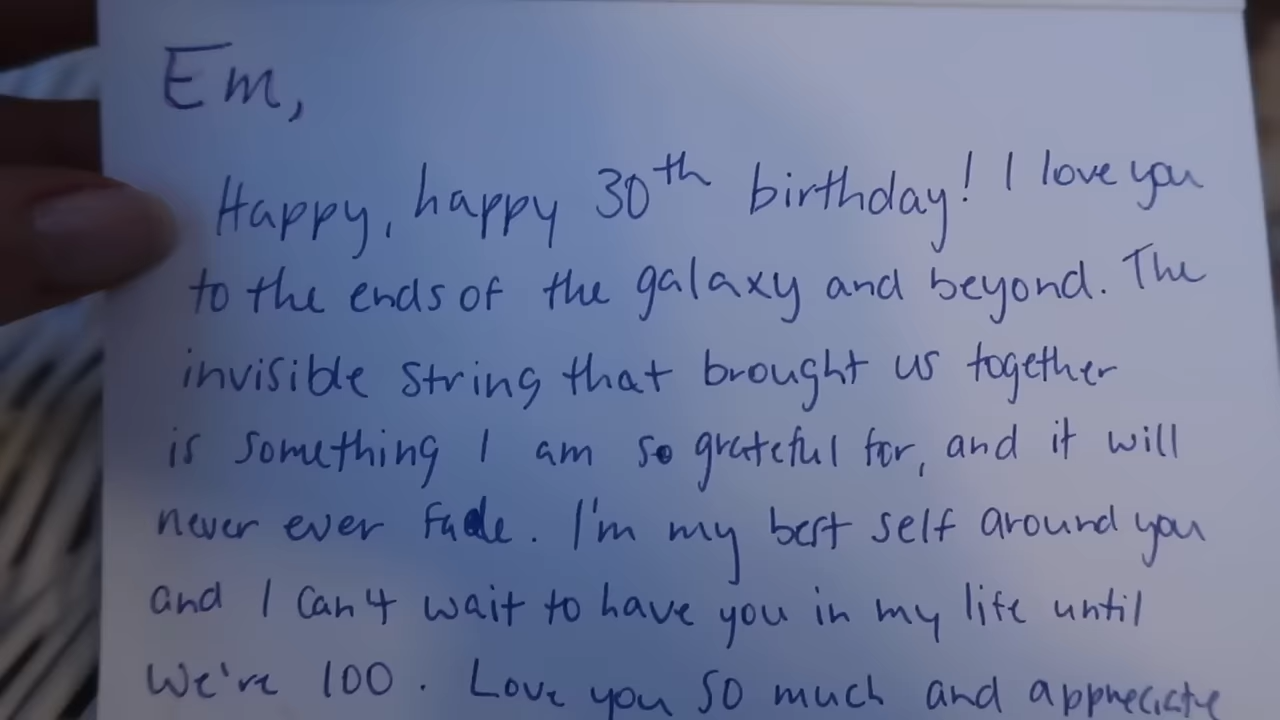 Em,
Happy, happy 30th birthday! I love you
to the ends of the galaxy and beyond. The
invisible string that brought us together
is something I am so grateful for, and it will
never ever fade. I'm my best self around you
and I can't wait to have you in my life until
We're 100. Love you so much and appreciate